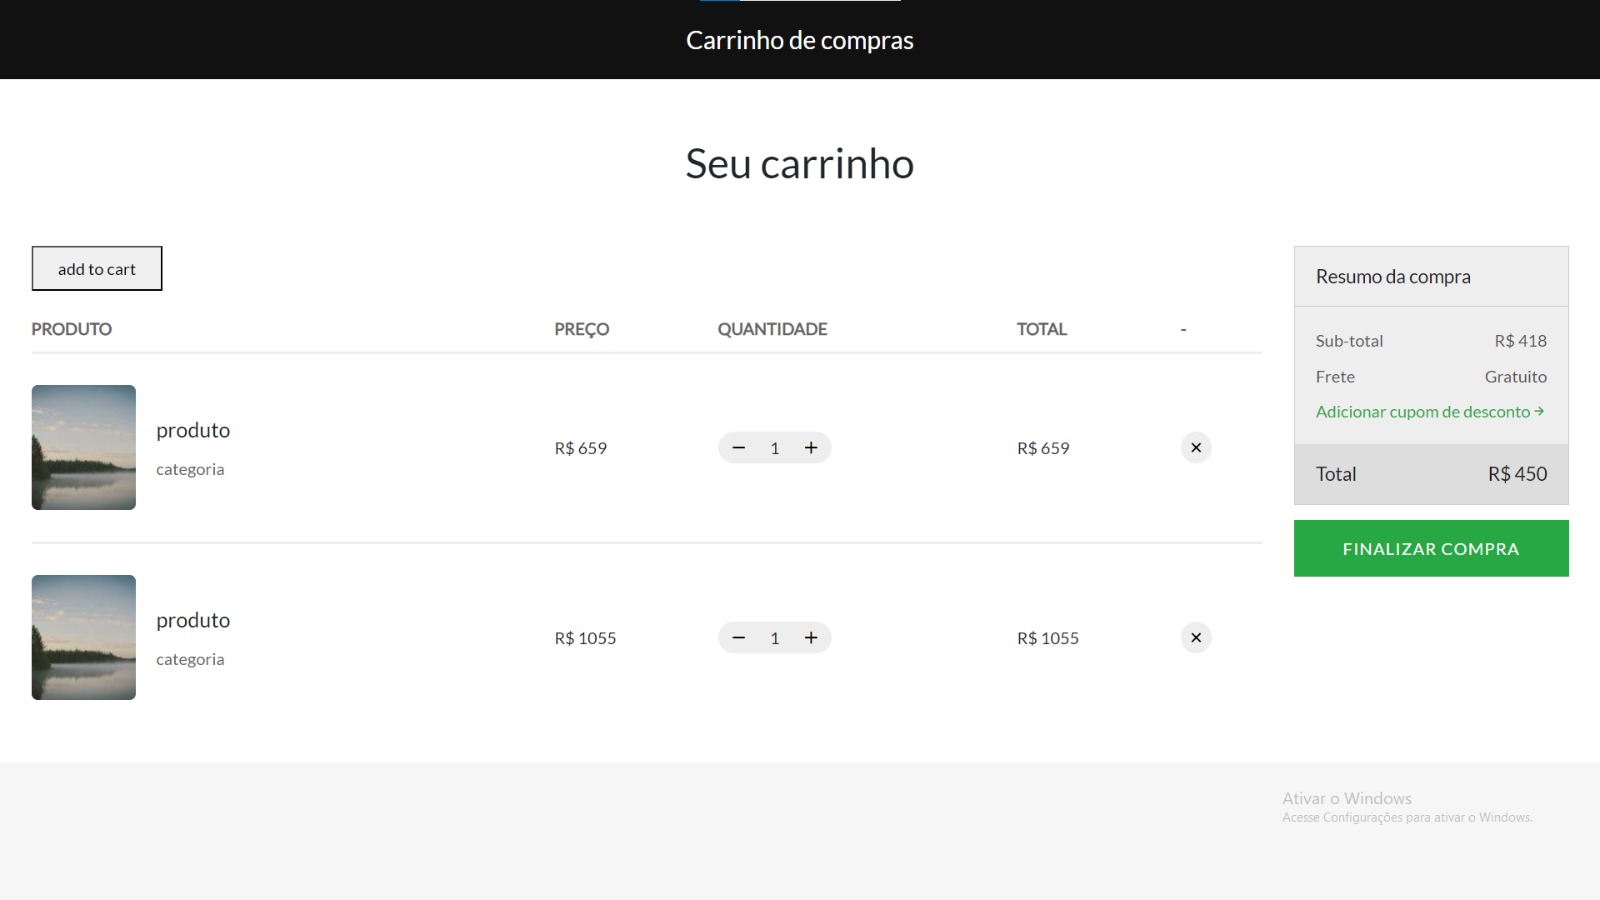 Carrinho de compras
Seu carrinho
add to cart
PRODUTO PREÇO QUANTIDADE TOTAL -
produto
categoria
R$ 659 − 1 + R$ 659 ×
produto
categoria
R$ 1055 − 1 + R$ 1055 ×
Resumo da compra
Sub-total R$ 418
Frete Gratuito
Adicionar cupom de desconto →
Total R$ 450
FINALIZAR COMPRA
Ativar o Windows
Acesse Configurações para ativar o Windows.